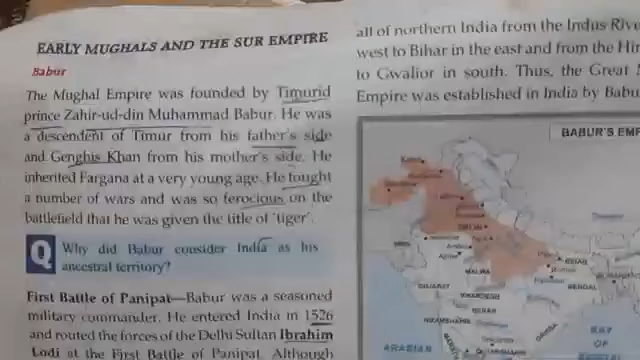 EARLY MUGHALS AND THE SUR EMPIRE
Babur
The Mughal Empire was founded by Timurid
prince Zahir-ud-din Muhammad Babur. He was
a descendent of Timur from his father's side
and Genghis Khan from his mother's side. He
inherited Fargana at a very young age. He fought
a number of wars and was so ferocious on the
battlefield that he was given the title of 'tiger'.
Q Why did Babur consider India as his
ancestral territory?
First Battle of Panipat—Babur was a seasoned
military commander. He entered India in 1526
and routed the forces of the Delhi Sultan Ibrahim
Lodi at the First Battle of Panipat. Although
all of northern India from the Indus
west to Bihar in the east and from the
to Gwalior in south. Thus, the Great
Empire was established in India by
BABUR'S
BIHAR
MALWA
GUJARAT
BENGAL
KHANDESH
BERAR
AHMADNAGAR
ORISSA
ARABIAN
BAY
OF